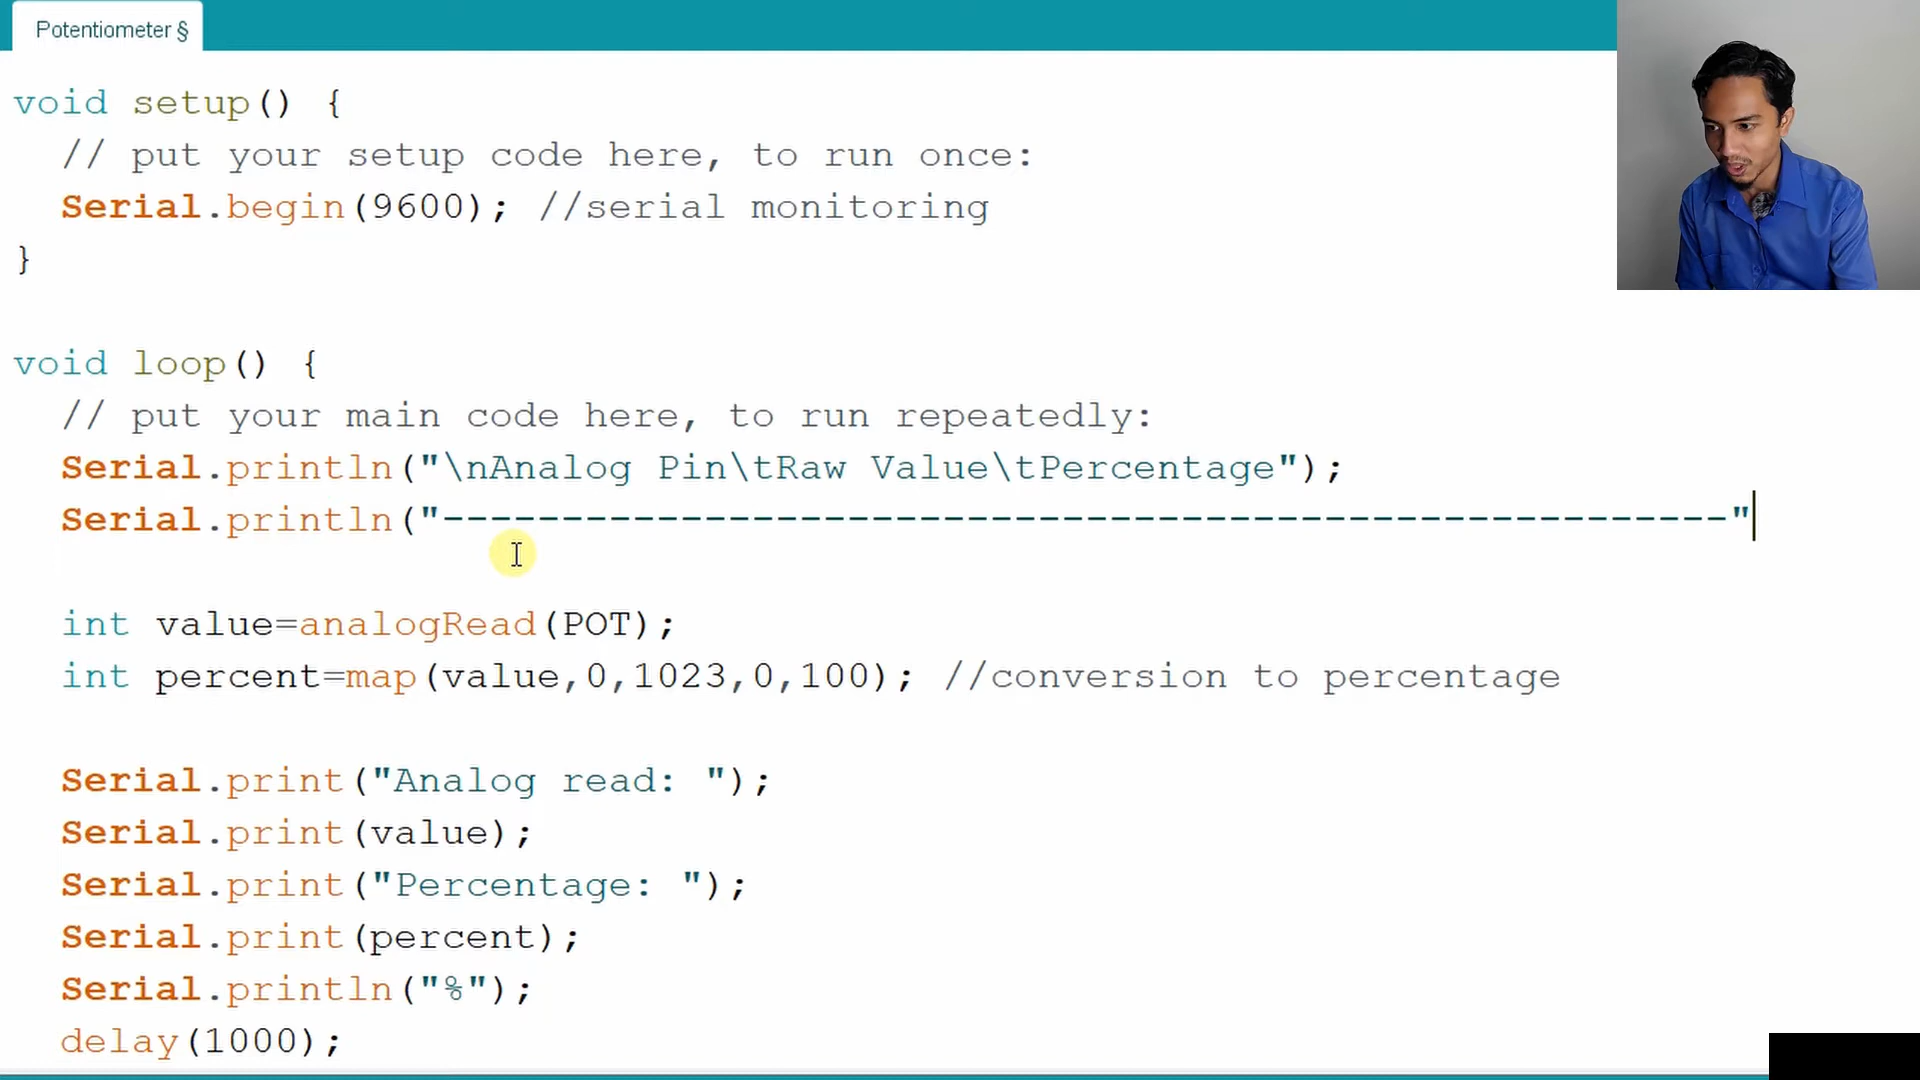 Potentiometer §
void setup() {
// put your setup code here, to run once:
Serial.begin(9600); //serial monitoring
}
void loop() {
// put your main code here, to run repeatedly:
Serial.println("\nAnalog Pin\tRaw Value\tPercentage");
Serial.println("------------------------------------------------------"
int value=analogRead(POT);
int percent=map(value,0,1023,0,100); //conversion to percentage
Serial.print("Analog read: ");
Serial.print(value);
Serial.print("Percentage: ");
Serial.print(percent);
Serial.println("%");
delay(1000);